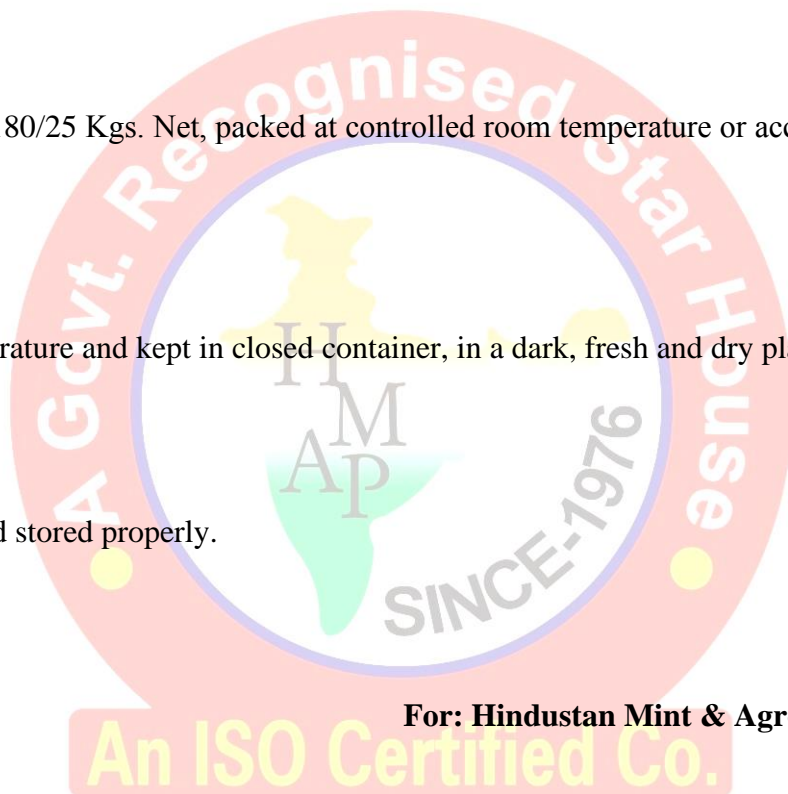 A Govt. Recognised Star House
180/25 Kgs. Net, packed at controlled room temperature or acc
rature and kept in closed container, in a dark, fresh and dry pla
H
M
AP
SINCE-1976
d stored properly.
For: Hindustan Mint & Agr
An ISO Certified Co.